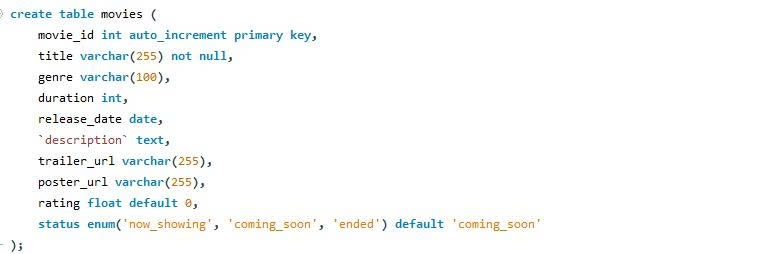 create table movies (
movie_id int auto_increment primary key,
title varchar(255) not null,
genre varchar(100),
duration int,
release_date date,
`description` text,
trailer_url varchar(255),
poster_url varchar(255),
rating float default 0,
status enum('now_showing', 'coming_soon', 'ended') default 'coming_soon'
);